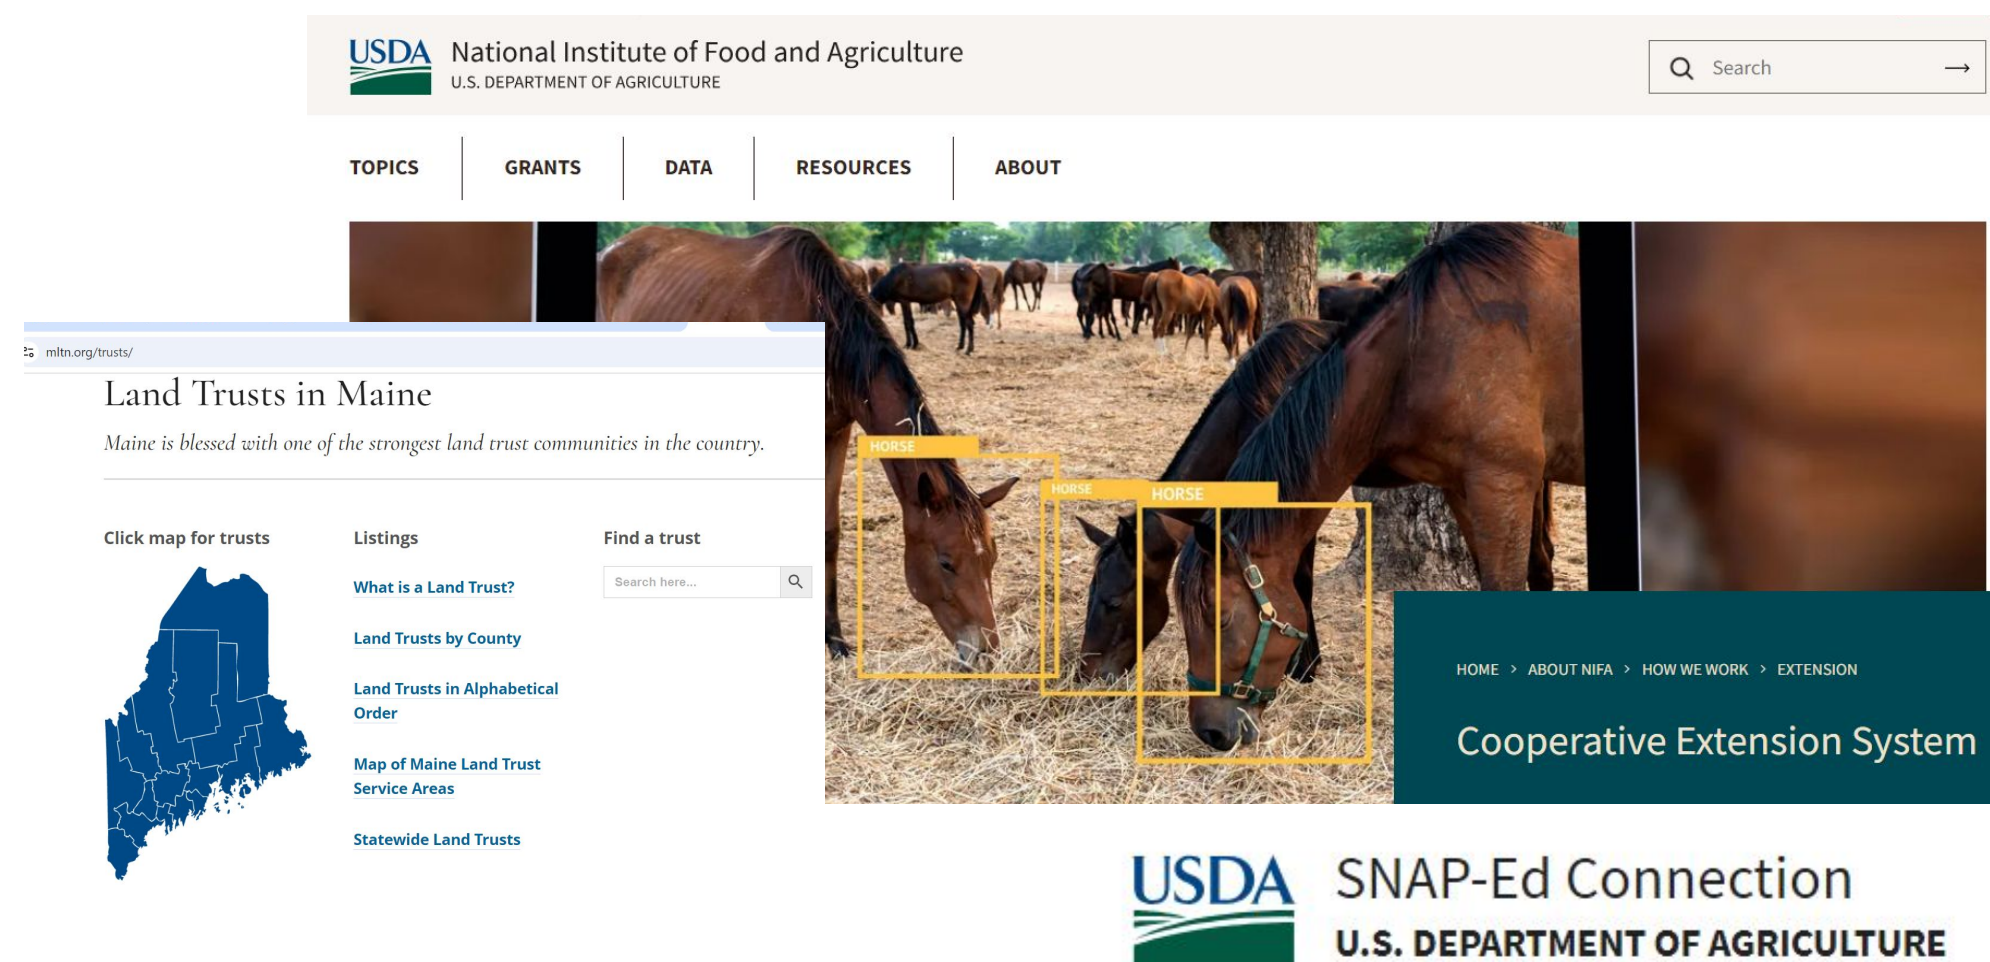 USDA
National Institute of Food and Agriculture
U.S. DEPARTMENT OF AGRICULTURE
Search
TOPICS
GRANTS
DATA
RESOURCES
ABOUT
HORSE
HORSE
HORSE
HOME > ABOUT NIFA > HOW WE WORK > EXTENSION
Cooperative Extension System
mltn.org/trusts/
Land Trusts in Maine
Maine is blessed with one of the strongest land trust communities in the country.
Click map for trusts
Listings
What is a Land Trust?
Land Trusts by County
Land Trusts in Alphabetical
Order
Map of Maine Land Trust
Service Areas
Statewide Land Trusts
Find a trust
Search here...
USDA
SNAP-Ed Connection
U.S. DEPARTMENT OF AGRICULTURE